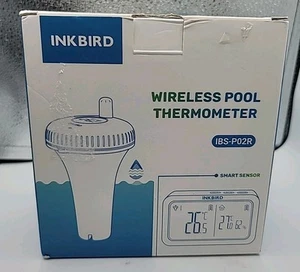 INKBIRD
WIRELESS POOL
THERMOMETER
IBS-P02R
SMART SENSOR
INKBIRD